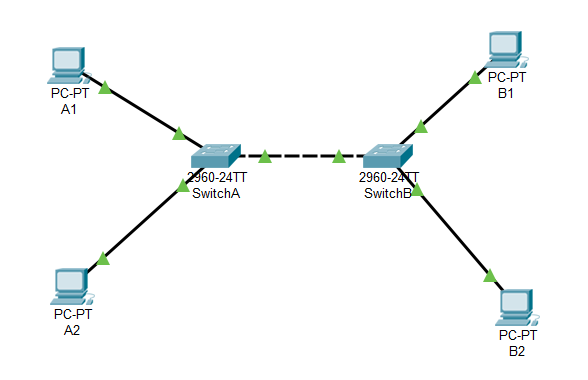 PC-PT
A1
PC-PT
B1
2960-24TT
SwitchA
2960-24TT
SwitchB
PC-PT
A2
PC-PT
B2